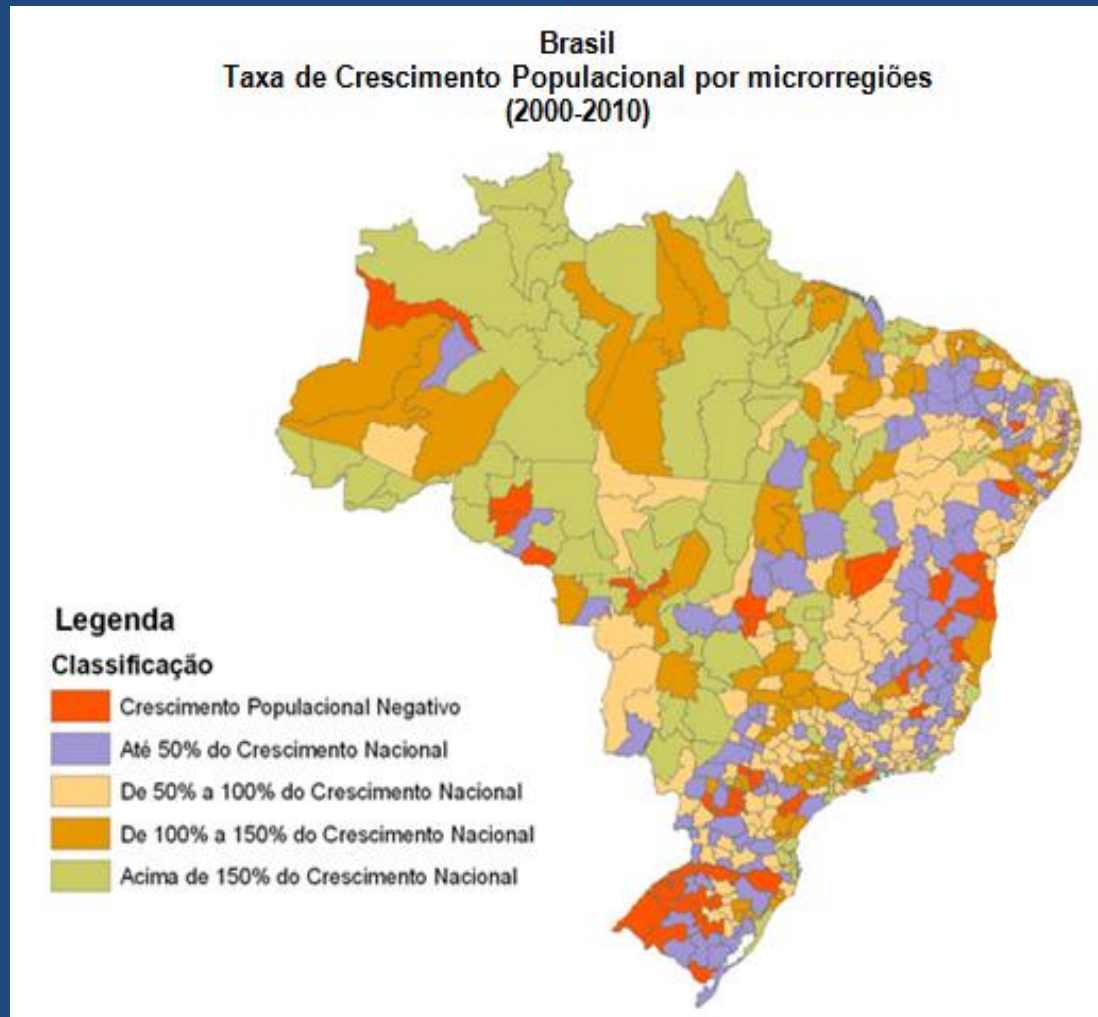 Brasil
Taxa de Crescimento Populacional por microrregiões
(2000-2010)
Legenda
Classificação
Crescimento Populacional Negativo
Até 50% do Crescimento Nacional
De 50% a 100% do Crescimento Nacional
De 100% a 150% do Crescimento Nacional
Acima de 150% do Crescimento Nacional